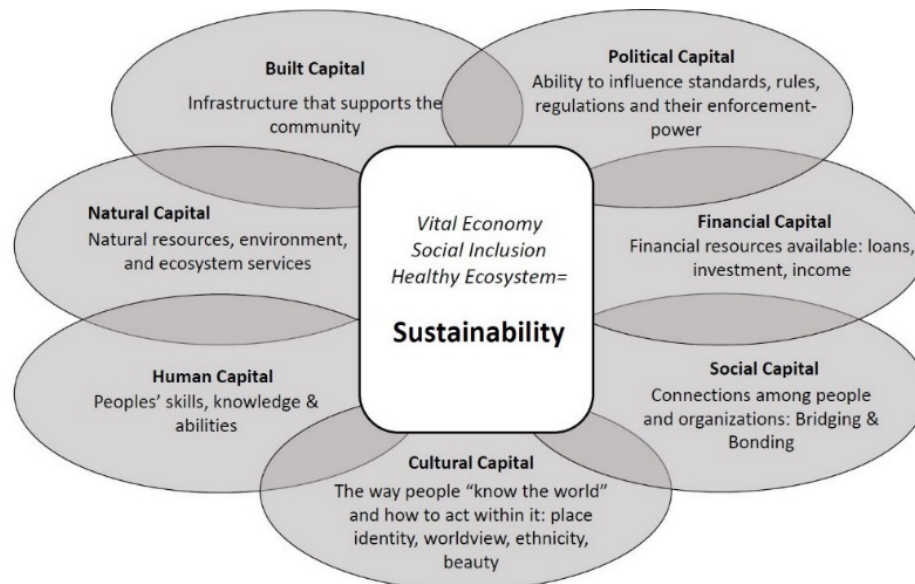 Built Capital
Infrastructure that supports the
community
Political Capital
Ability to influence standards, rules,
regulations and their enforcement-
power
Natural Capital
Natural resources, environment,
and ecosystem services
Vital Economy
Social Inclusion
Healthy Ecosystem=
Sustainability
Financial Capital
Financial resources available: loans,
investment, income
Human Capital
Peoples’ skills, knowledge &
abilities
Social Capital
Connections among people
and organizations: Bridging &
Bonding
Cultural Capital
The way people “know the world”
and how to act within it: place
identity, worldview, ethnicity,
beauty